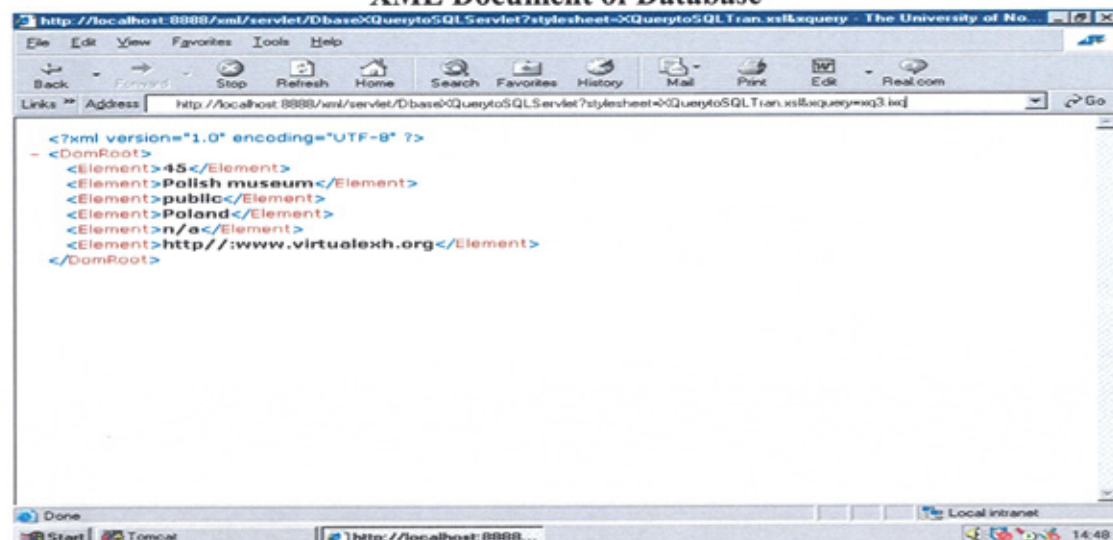 XML Document of Database
http://localhost:8888/xml/servlet/DbaseXQuerytoSQLServlet?stylesheet=XQuerytoSQLTran.xsl&xquery - The University of No...
File Edit View Favorites Tools Help
Back Forward Stop Refresh Home Search Favorites History Mail Print Edit Real.com
Links » Address http://localhost:8888/xml/servlet/DbaseXQuerytoSQLServlet?stylesheet=XQuerytoSQLTran.xsl&xquery=xq3.ixq Go
<?xml version="1.0" encoding="UTF-8" ?>
- <DomRoot>
<Element>45</Element>
<Element>Polish museum</Element>
<Element>public</Element>
<Element>Poland</Element>
<Element>n/a</Element>
<Element>http//:www.virtualexh.org</Element>
</DomRoot>
Done Local intranet
Start Tomcat http://localhost:8888... 14:48